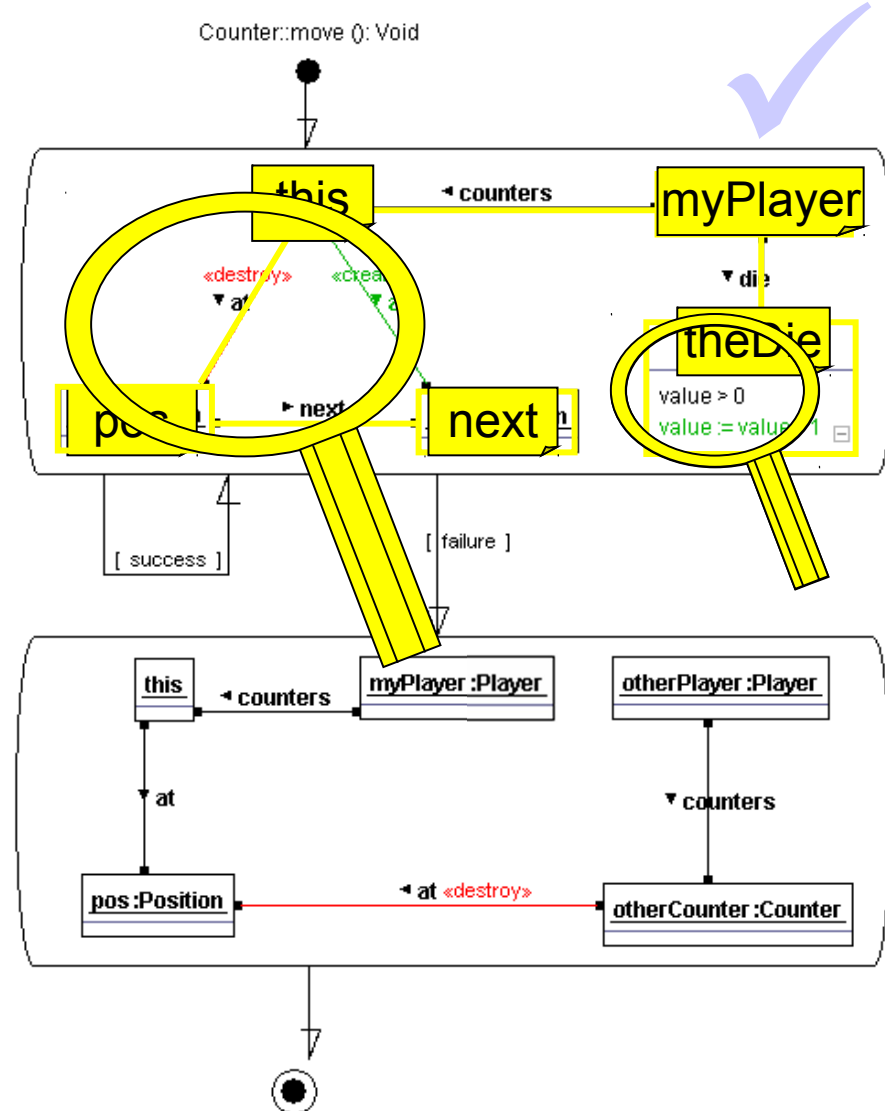 Counter::move (): Void
this
counters
myPlayer
«destroy»
at
die
theDie
value > 0
pos
next
next
[ success ]
[ failure ]
this
counters
myPlayer :Player
otherPlayer :Player
at
counters
pos :Position
at «destroy»
otherCounter :Counter